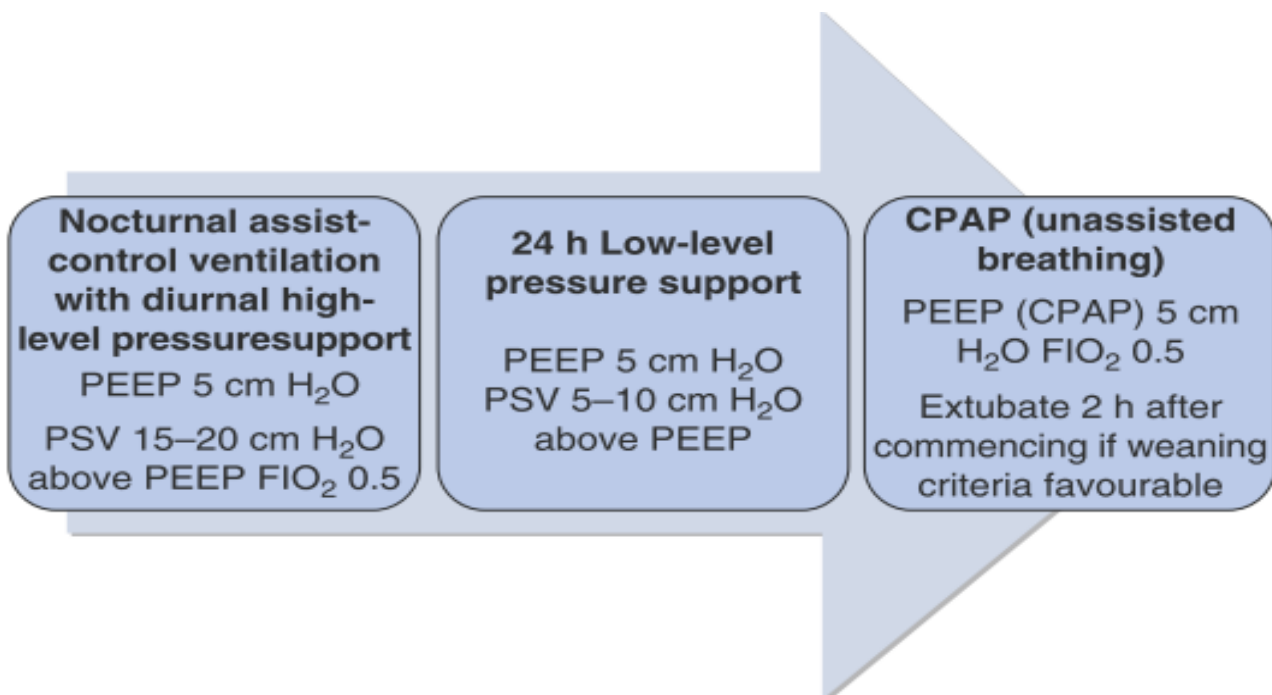 Nocturnal assist-
control ventilation
with diurnal high-
level pressuresupport
PEEP 5 cm H₂O
PSV 15–20 cm H₂O
above PEEP FIO₂ 0.5
24 h Low-level
pressure support
PEEP 5 cm H₂O
PSV 5–10 cm H₂O
above PEEP
CPAP (unassisted
breathing)
PEEP (CPAP) 5 cm
H₂O FIO₂ 0.5
Extubate 2 h after
commencing if weaning
criteria favourable